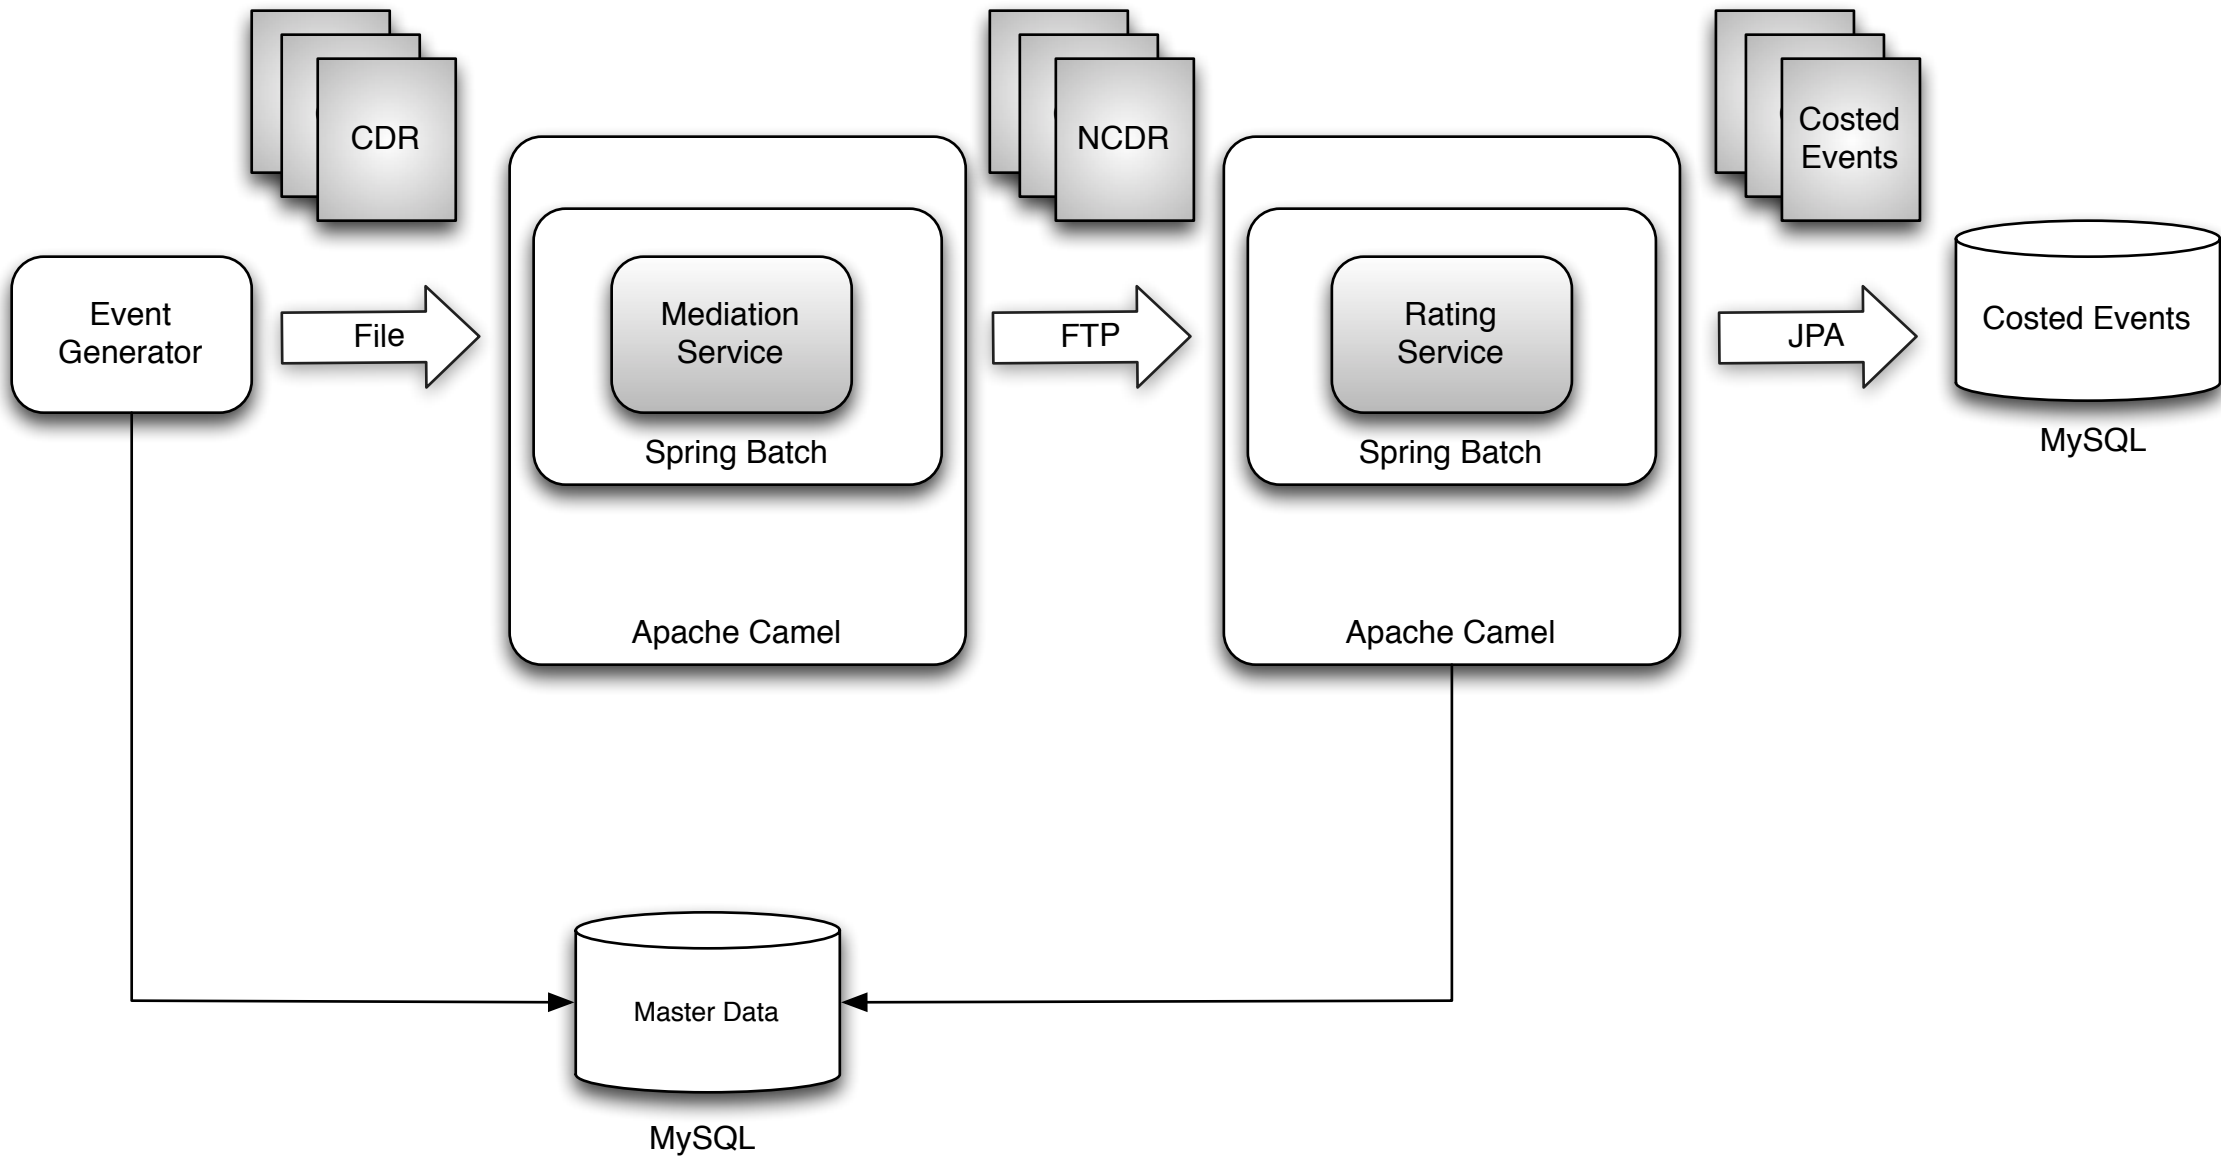 CDR
NCDR
Costed
Events
Event
Generator
File
Mediation
Service
Spring Batch
Apache Camel
FTP
Rating
Service
Spring Batch
Apache Camel
JPA
Costed Events
MySQL
Master Data
MySQL